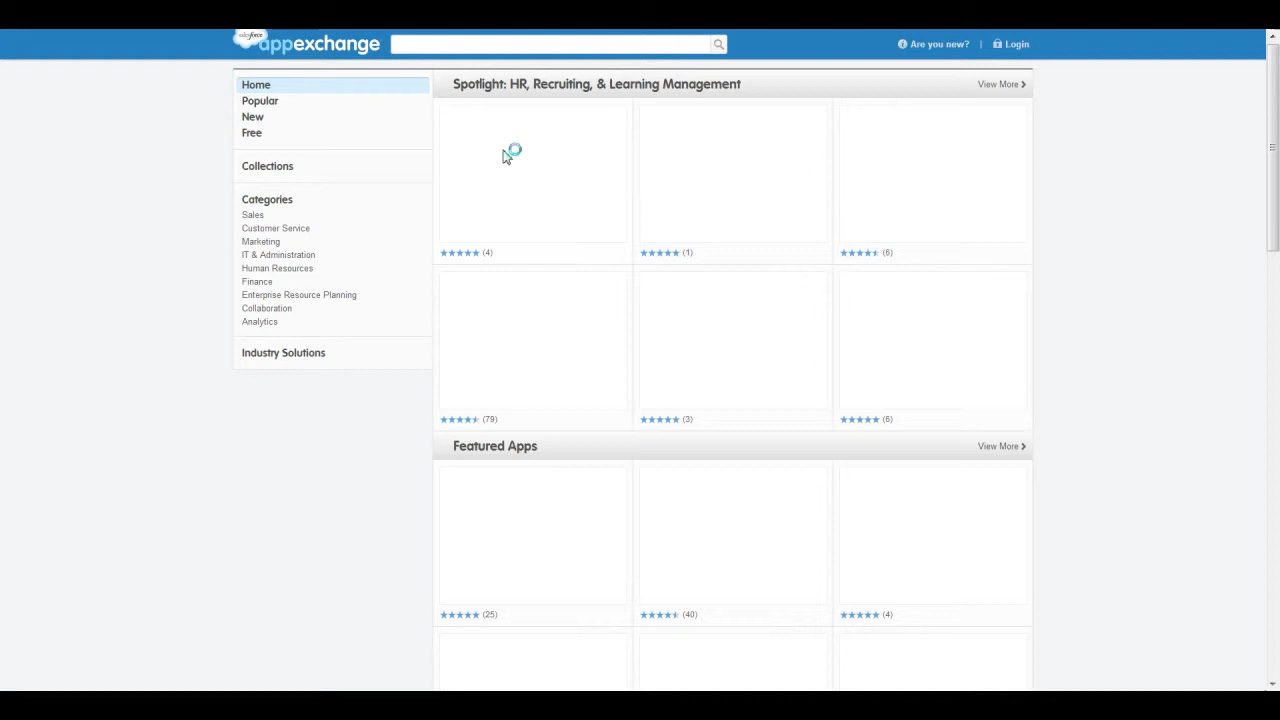 salesforce
appexchange
Are you new? | Login
Home
Popular
New
Free
Collections
Categories
Sales
Customer Service
Marketing
IT & Administration
Human Resources
Finance
Enterprise Resource Planning
Collaboration
Analytics
Industry Solutions
Spotlight: HR, Recruiting, & Learning Management
View More
(4)
(1)
(6)
(79)
(3)
(6)
Featured Apps
View More
(25)
(40)
(4)